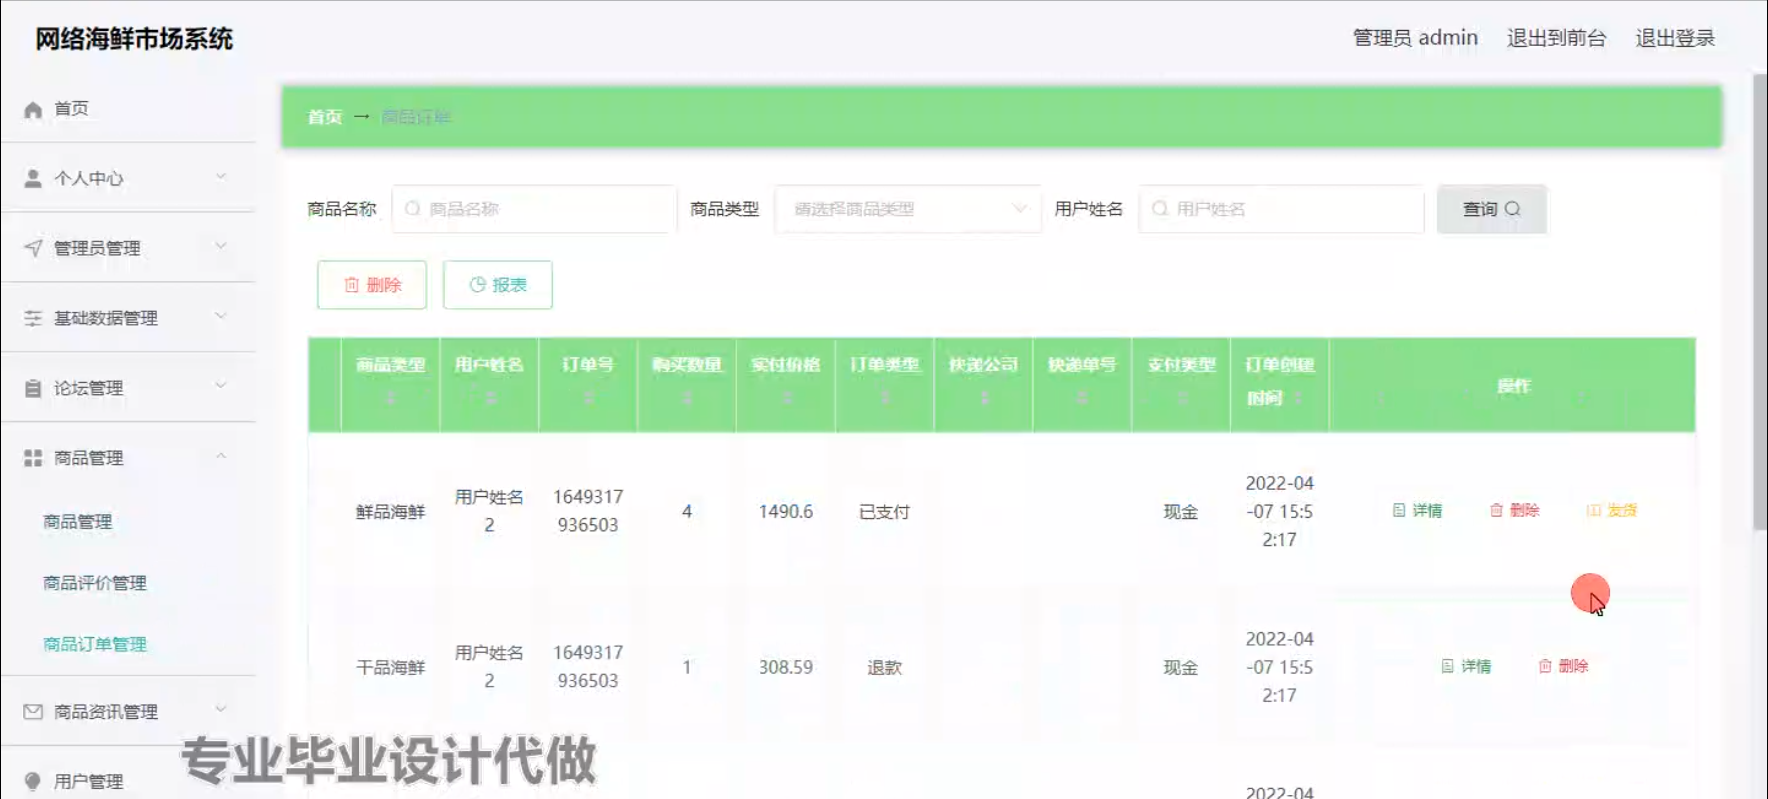 网络海鲜市场系统
管理员 admin 退出到前台 退出登录
首页
首页 → 商品订单
个人中心
管理员管理
基础数据管理
论坛管理
商品管理
商品管理
商品评价管理
商品订单管理
商品资讯管理
用户管理
商品名称 商品名称 商品类型 请选择商品类型 用户姓名 用户姓名 查询
删除 报表
商品类型 用户姓名 订单号 购买数量 实付价格 订单类型 快递公司 快递单号 支付类型 订单创建
时间 操作
鲜品海鲜 用户姓名
2 1649317
936503 4 1490.6 已支付 现金 2022-04
-07 15:5
2:17 详情 删除 发货
干品海鲜 用户姓名
2 1649317
936503 1 308.59 退款 现金 2022-04
-07 15:5
2:17 详情 删除
2022-04
专业毕业设计代做